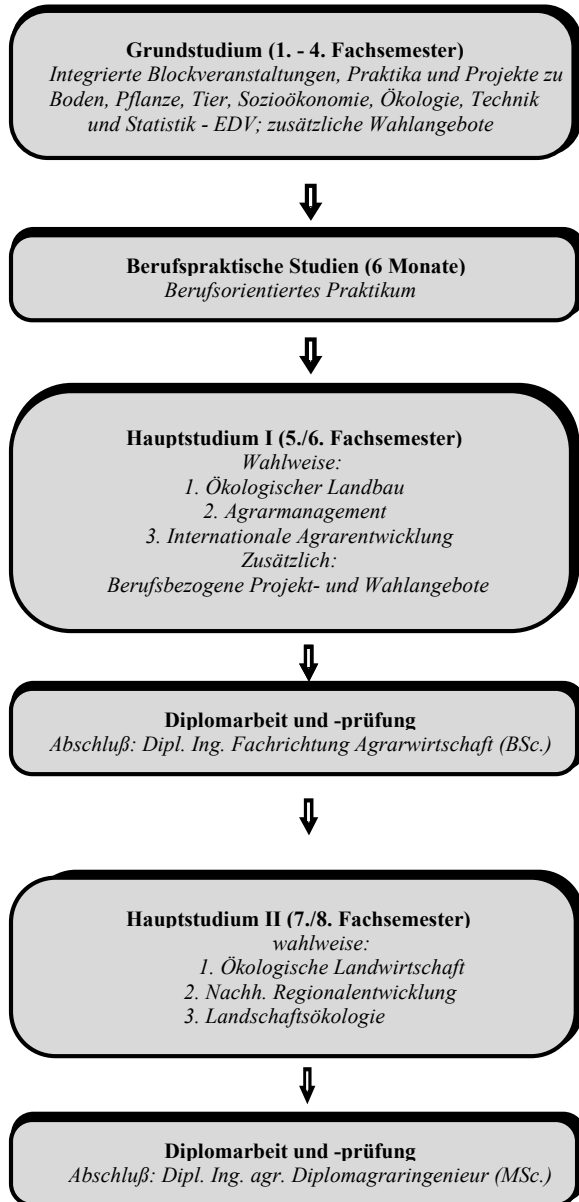 Grundstudium (1. - 4. Fachsemester)
Integrierte Blockveranstaltungen, Praktika und Projekte zu
Boden, Pflanze, Tier, Sozioökonomie, Ökologie, Technik
und Statistik - EDV; zusätzliche Wahlangebote
Berufspraktische Studien (6 Monate)
Berufsorientiertes Praktikum
Hauptstudium I (5./6. Fachsemester)
Wahlweise:
1. Ökologischer Landbau
2. Agrarmanagement
3. Internationale Agrarentwicklung
Zusätzlich:
Berufsbezogene Projekt- und Wahlangebote
Diplomarbeit und -prüfung
Abschluß: Dipl. Ing. Fachrichtung Agrarwirtschaft (BSc.)
Hauptstudium II (7./8. Fachsemester)
wahlweise:
1. Ökologische Landwirtschaft
2. Nachh. Regionalentwicklung
3. Landschaftsökologie
Diplomarbeit und -prüfung
Abschluß: Dipl. Ing. agr. Diplomagraringenieur (MSc.)